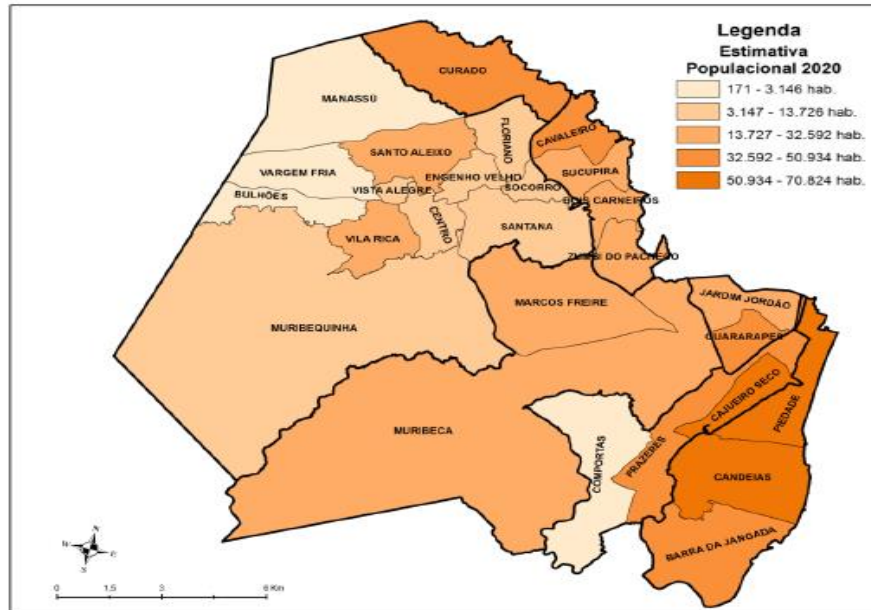 Legenda
Estimativa
Populacional 2020
171 - 3.146 hab.
3.147 - 13.726 hab.
13.727 - 32.592 hab.
32.592 - 50.934 hab.
50.934 - 70.824 hab.
CURADO
MANASSÚ
FLORIANO
CAVALEIRO
SANTO ALEIXO
SUCUPIRA
VARGEM FRIA
ENGENHO VELHO
SOCORRO
VISTA ALEGRE
BULHÕES
DOIS CARNEIROS
CENTRO
SANTANA
VILA RICA
ZUMBI DO PACHECO
JARDIM JORDÃO
MARCOS FREIRE
MURIBEQUINHA
GUARARAPES
CAJUEIRO SECO
PIEDADE
MURIBECA
PRAZERES
COMPORTAS
CANDEIAS
BARRA DA JANGADA
N
W
E
S
0 1,5 3 6 Km